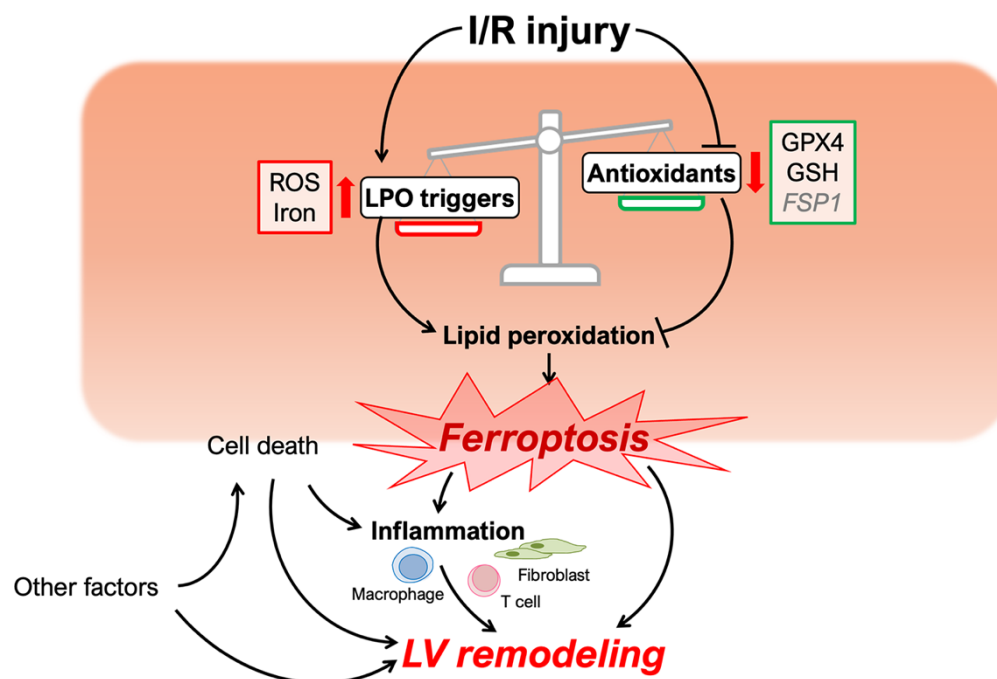 I/R injury
ROS
Iron
LPO triggers
Antioxidants
GPX4
GSH
FSP1
Lipid peroxidation
Ferroptosis
Cell death
Inflammation
Macrophage
Fibroblast
T cell
Other factors
LV remodeling